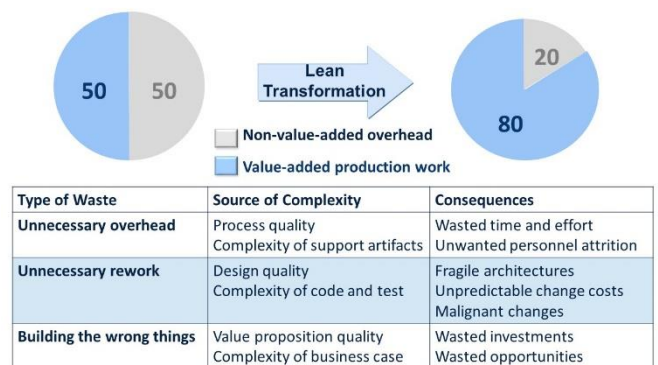 50 50
Lean
Transformation
20
80
Non-value-added overhead
Value-added production work
Type of Waste Source of Complexity Consequences
Unnecessary overhead Process quality Wasted time and effort
Complexity of support artifacts Unwanted personnel attrition
Unnecessary rework Design quality Fragile architectures
Complexity of code and test Unpredictable change costs
Malignant changes
Building the wrong things Value proposition quality Wasted investments
Complexity of business case Wasted opportunities